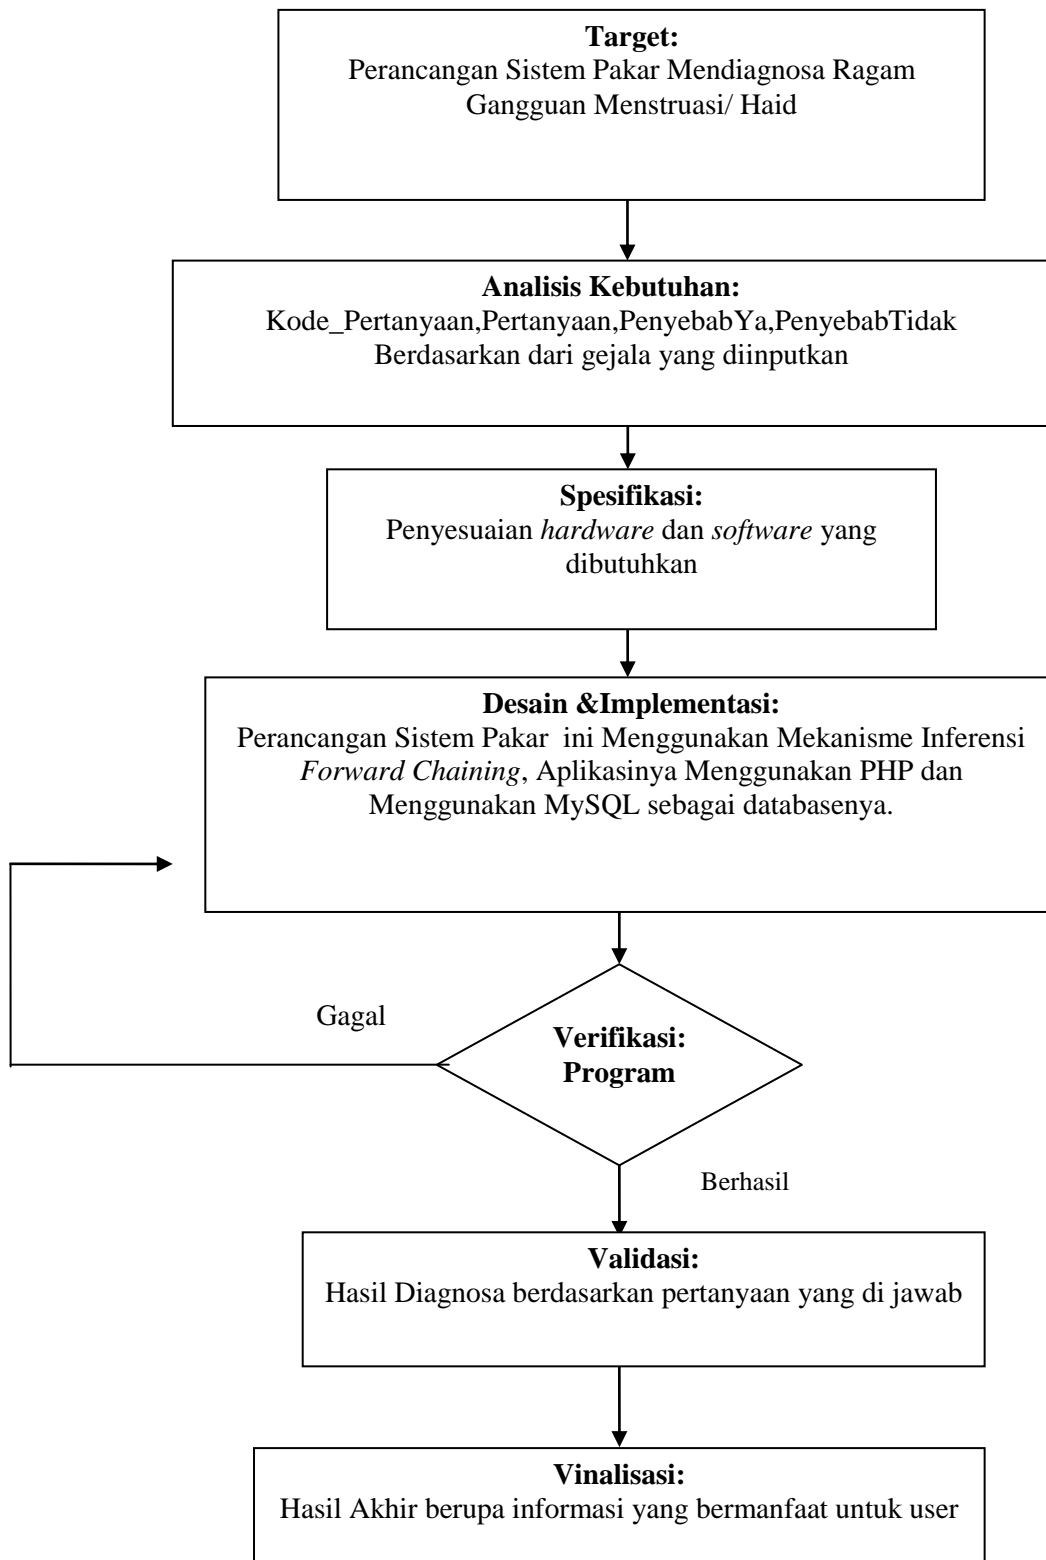 Target:
Perancangan Sistem Pakar Mendiagnosa Ragam
Gangguan Menstruasi/ Haid
Analisis Kebutuhan:
Kode_Pertanyaan,Pertanyaan,PenyebabYa,PenyebabTidak
Berdasarkan dari gejala yang diinputkan
Spesifikasi:
Penyesuaian hardware dan software yang
dibutuhkan
Desain &Implementasi:
Perancangan Sistem Pakar  ini Menggunakan Mekanisme Inferensi
Forward Chaining, Aplikasinya Menggunakan PHP dan
Menggunakan MySQL sebagai databasenya.
Gagal
Verifikasi:
Program
Berhasil
Validasi:
Hasil Diagnosa berdasarkan pertanyaan yang di jawab
Vinalisasi:
Hasil Akhir berupa informasi yang bermanfaat untuk user